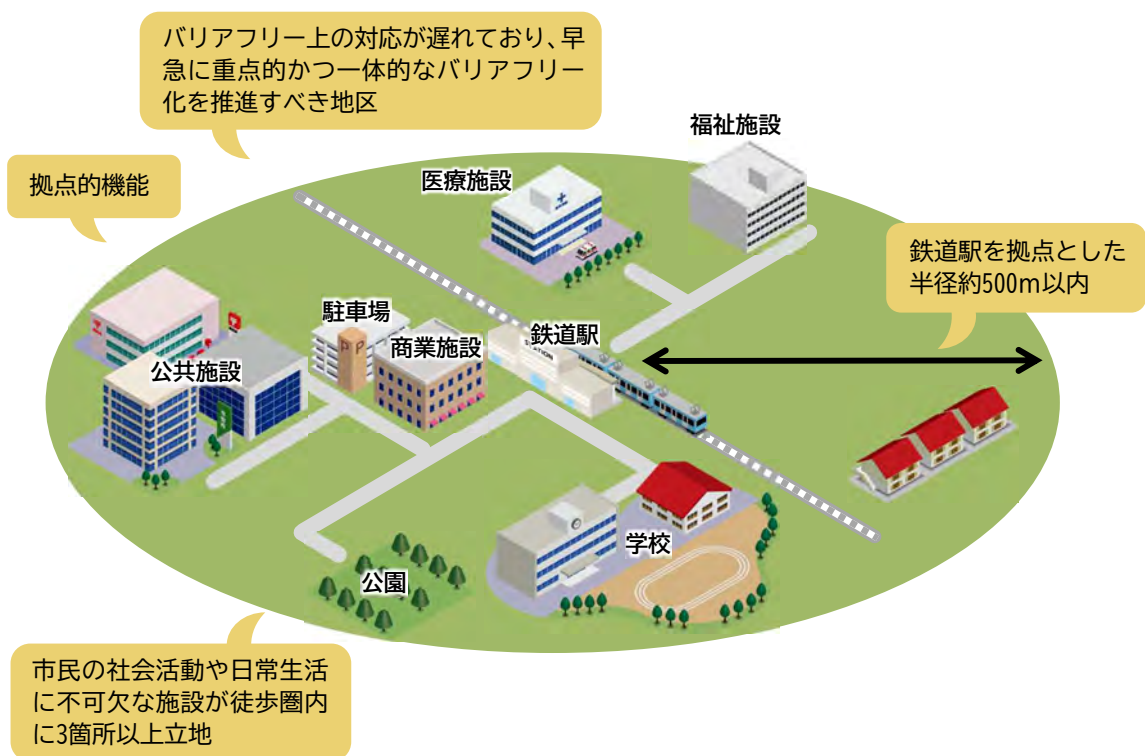 バリアフリー上の対応が遅れており、早
急に重点的かつ一体的なバリアフリー
化を推進すべき地区
福祉施設
医療施設
拠点的機能
鉄道駅を拠点とした
半径約500m以内
駐車場
鉄道駅
商業施設
STATION
P P
公共施設
学校
公園
市民の社会活動や日常生活
に不可欠な施設が徒歩圏内
に3箇所以上立地